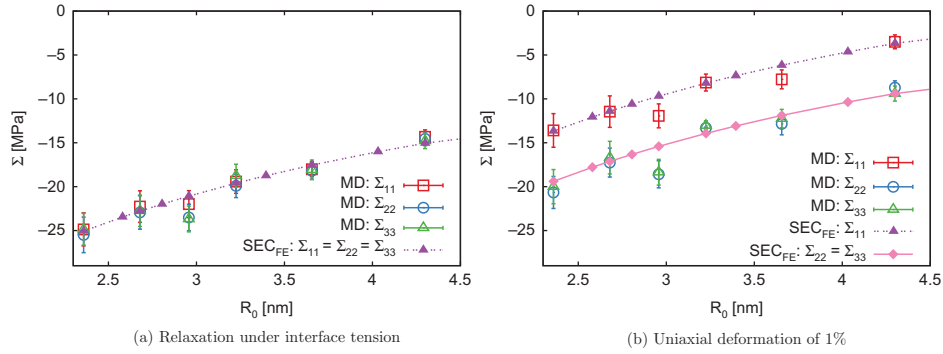 0
−5
−10
−15
−20
−25
Σ [MPa]
2.5
3
3.5
4
4.5
R₀ [nm]
MD: Σ₁₁
MD: Σ₂₂
MD: Σ₃₃
SEC_FE: Σ₁₁ = Σ₂₂ = Σ₃₃
(a) Relaxation under interface tension
0
−5
−10
−15
−20
−25
Σ [MPa]
2.5
3
3.5
4
4.5
R₀ [nm]
MD: Σ₁₁
MD: Σ₂₂
MD: Σ₃₃
SEC_FE: Σ₁₁
SEC_FE: Σ₂₂ = Σ₃₃
(b) Uniaxial deformation of 1%